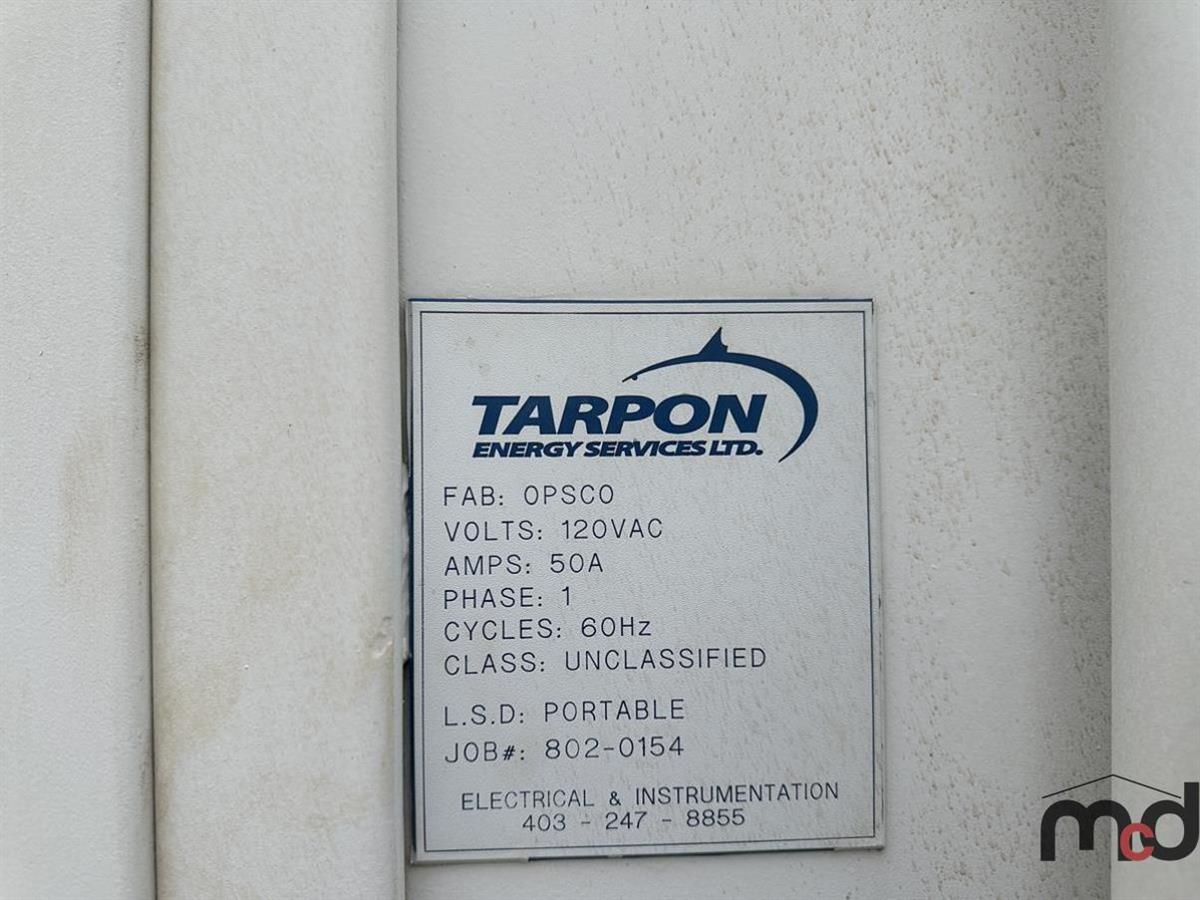 TARPON
ENERGY SERVICES LTD.
FAB: OPSCO
VOLTS: 120VAC
AMPS: 50A
PHASE: 1
CYCLES: 60Hz
CLASS: UNCLASSIFIED
L.S.D: PORTABLE
JOB#: 802-0154
ELECTRICAL & INSTRUMENTATION
403 - 247 - 8855
mcd